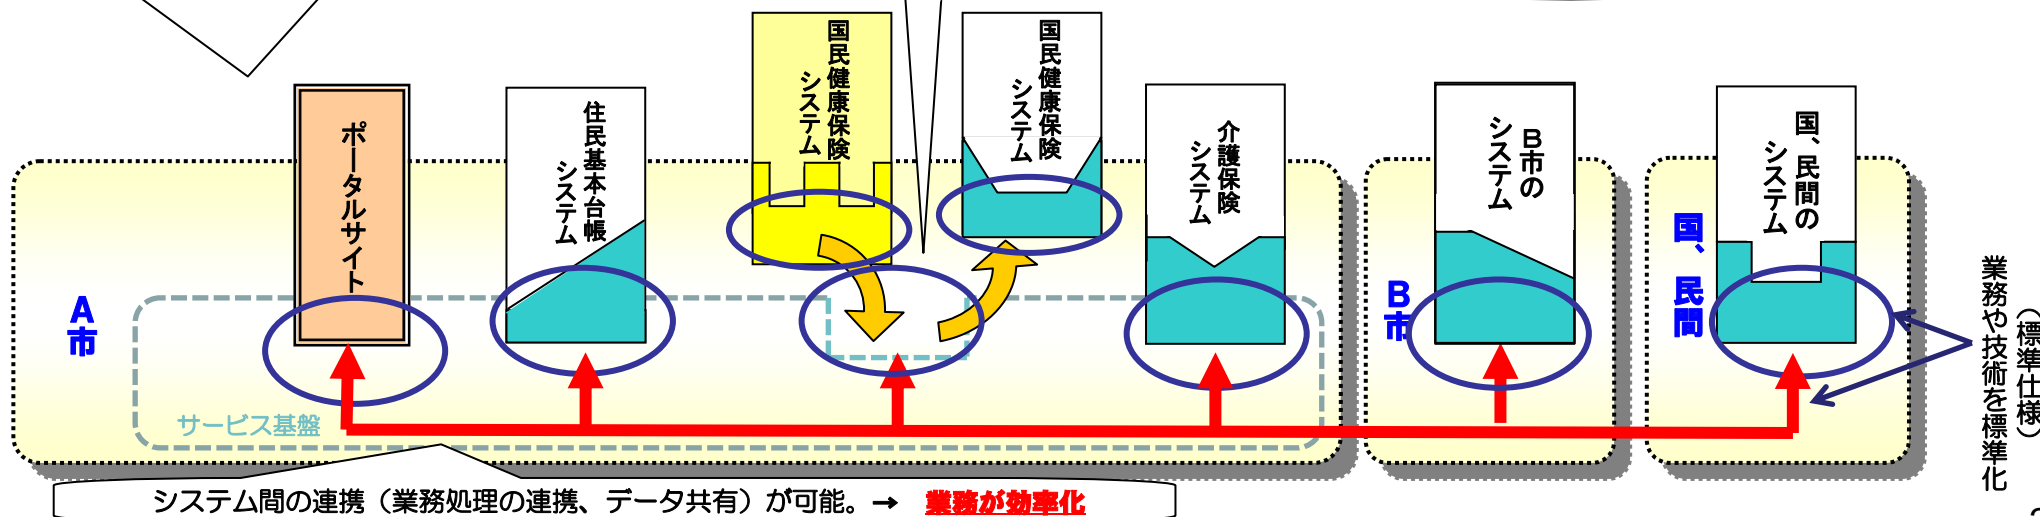 ポータルサイト
住民基本台帳
システム
国民健康保険
システム
国民健康保険
システム
介護保険
システム
B市の
システム
国、民間の
システム
A市
B市
国、民間
サービス基盤
(標準仕様)
業務や技術を標準化
システム間の連携(業務処理の連携、データ共有)が可能。→ 業務が効率化